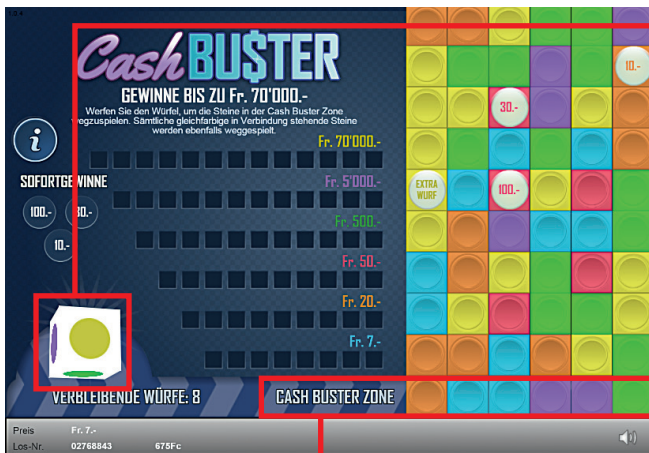 Cash BU$TER
GEWINNE BIS ZU Fr. 70'000.-
Werfen Sie den Würfel, um die Steine in der Cash Buster Zone
wegzuspielen. Sämtliche gleichfarbige in Verbindung stehende Steine
werden ebenfalls weggespielt.
i
SOFORTGEWINNE
100.- 30.-
10.-
Fr. 70'000.-
Fr. 5'000.-
Fr. 500.-
Fr. 50.-
Fr. 20.-
Fr. 7.-
10.-
30.-
EXTRA
WURF
100.-
VERBLEIBENDE WÜRFE: 8
CASH BUSTER ZONE
Preis Fr. 7.-
Los-Nr. 02768843 675Fc